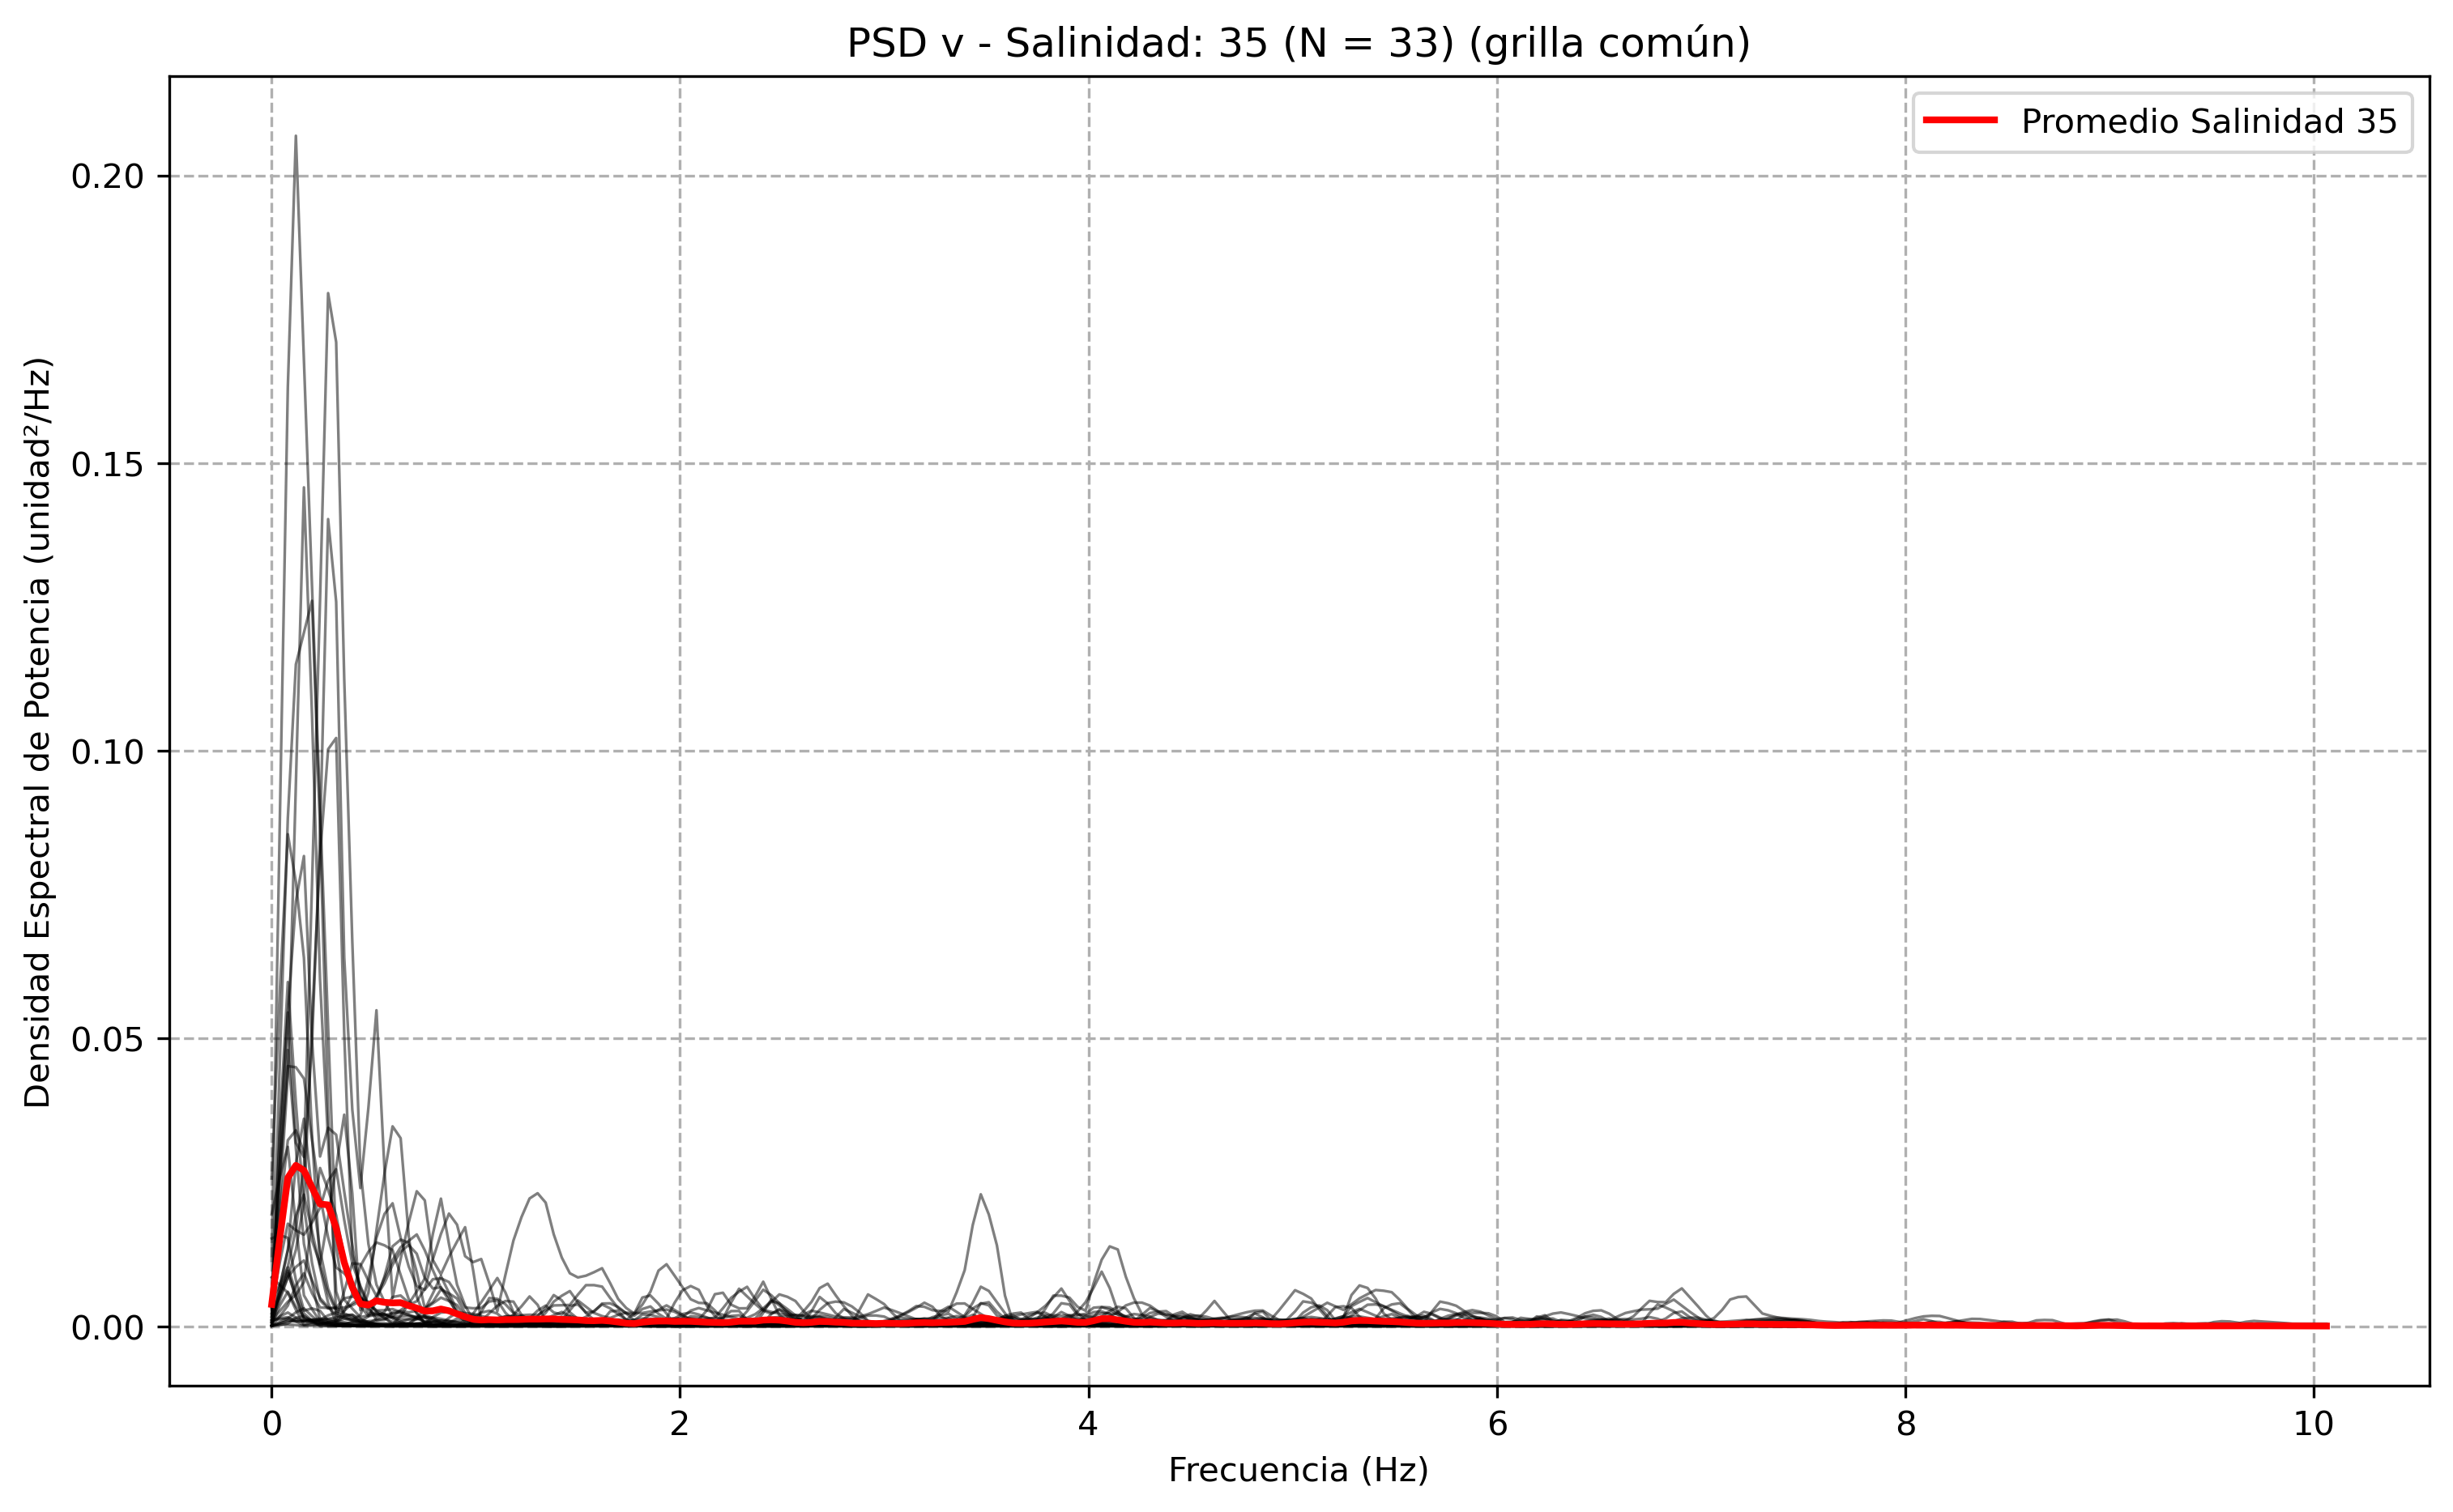 PSD v - Salinidad: 35 (N = 33) (grilla común)
Promedio Salinidad 35
Densidad Espectral de Potencia (unidad²/Hz)
0.20
0.15
0.10
0.05
0.00
0 2 4 6 8 10
Frecuencia (Hz)